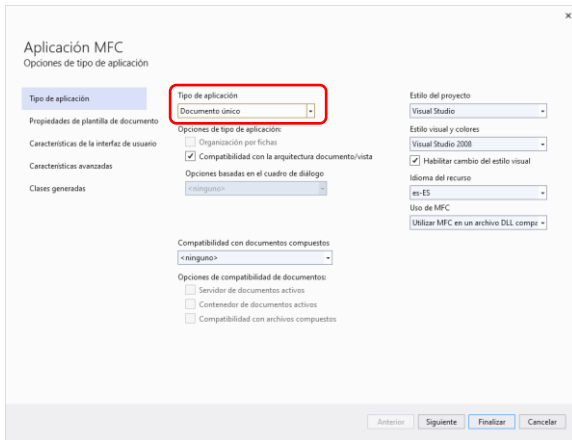 Aplicación MFC
Opciones de tipo de aplicación
Tipo de aplicación
Propiedades de plantilla de documento
Características de la interfaz de usuario
Características avanzadas
Clases generadas
Tipo de aplicación
Documento único
Opciones de tipo de aplicación:
Organización por fichas
Compatibilidad con la arquitectura documento/vista
Opciones basadas en el cuadro de diálogo
<ninguno>
Compatibilidad con documentos compuestos
<ninguno>
Opciones de compatibilidad de documentos:
Servidor de documentos activos
Contenedor de documentos activos
Compatibilidad con archivos compuestos
Estilo del proyecto
Visual Studio
Estilo visual y colores
Visual Studio 2008
Habilitar cambio del estilo visual
Idioma del recurso
es-ES
Uso de MFC
Utilizar MFC en un archivo DLL compa
Anterior Siguiente Finalizar Cancelar